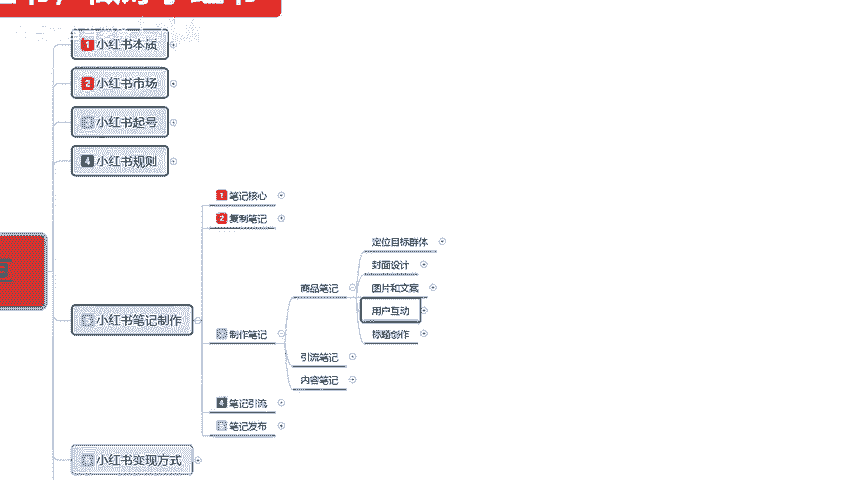 1 小红书本质
2 小红书市场
小红书起号
4 小红书规则
1 笔记核心
2 复制笔记
定位目标群体
封面设计
商品笔记
图片和文案
用户互动
小红书笔记制作
制作笔记
标题创作
引流笔记
内容笔记
4 笔记引流
笔记发布
小红书变现方式